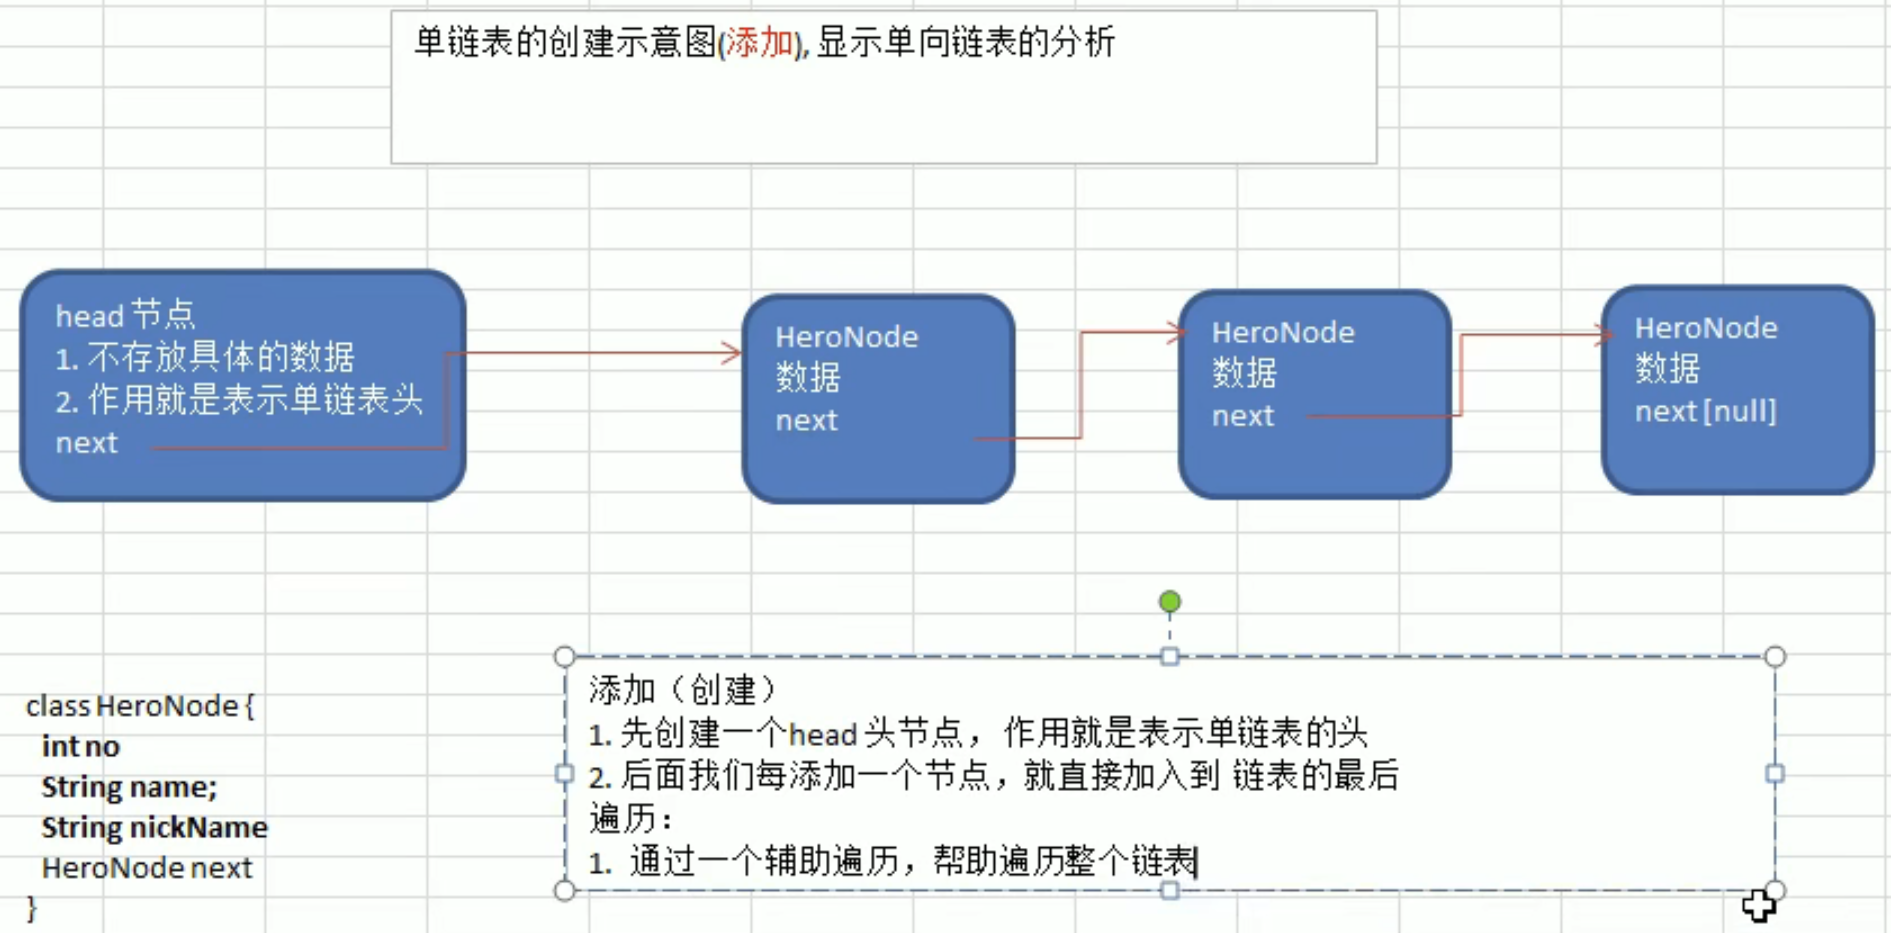 单链表的创建示意图(添加), 显示单向链表的分析
head 节点
1. 不存放具体的数据
2. 作用就是表示单链表头
next
HeroNode
数据
next
HeroNode
数据
next
HeroNode
数据
next [null]
class HeroNode {
int no
String name;
String nickName
HeroNode next
}
添加（创建）
1. 先创建一个head 头节点，作用就是表示单链表的头
2. 后面我们每添加一个节点，就直接加入到 链表的最后
遍历：
1. 通过一个辅助遍历，帮助遍历整个链表